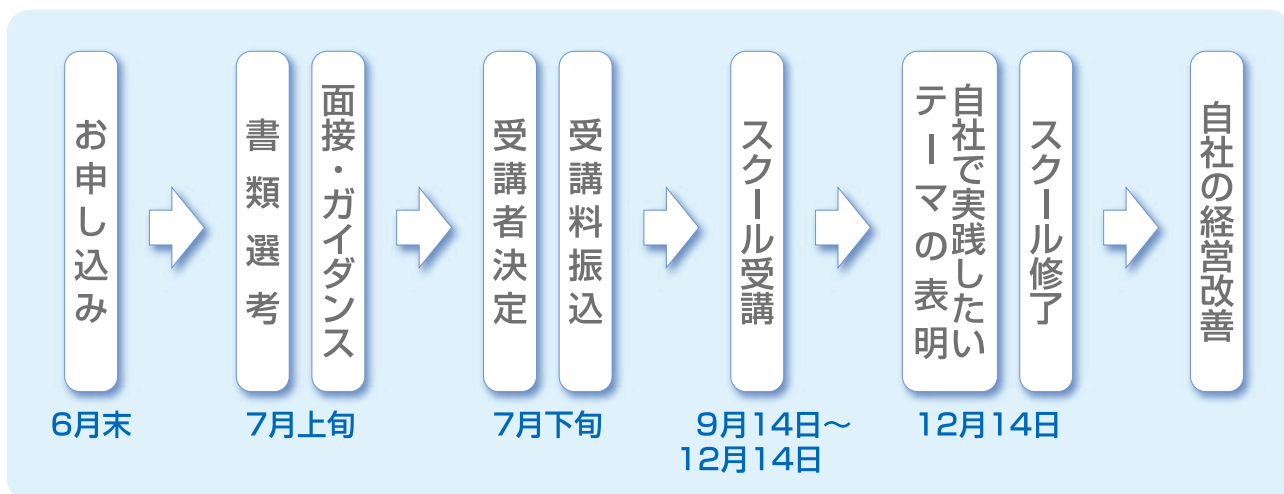 お申し込み
書類選考
面接・ガイダンス
受講者決定
受講料振込
スクール受講
自社で実践したい
テーマの表明
スクール修了
自社の経営改善
6月末
7月上旬
7月下旬
9月14日～
12月14日
12月14日